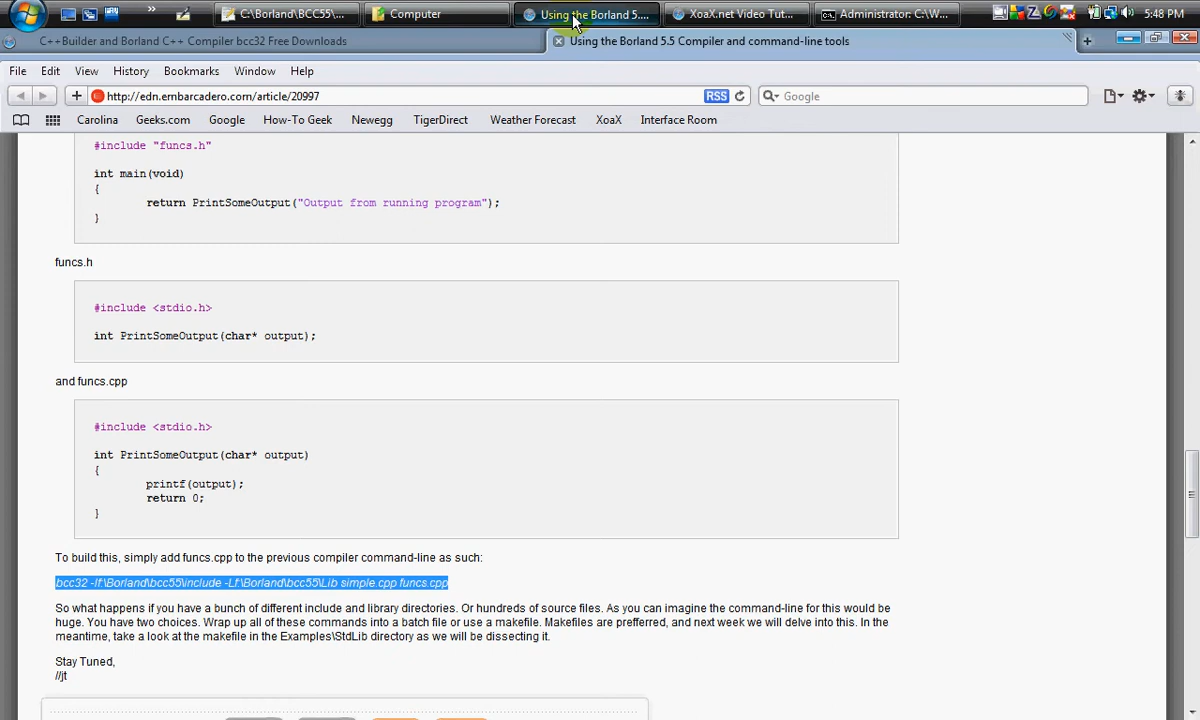 C:\Borland\BCC55\...
Computer
Using the Borland 5....
XoaX.net Video Tut...
Administrator: C:\W...
5:48 PM
C++Builder and Borland C++ Compiler bcc32 Free Downloads
Using the Borland 5.5 Compiler and command-line tools
File Edit View History Bookmarks Window Help
http://edn.embarcadero.com/article/20997
RSS
Google
Carolina Geeks.com Google How-To Geek Newegg TigerDirect Weather Forecast XoaX Interface Room
#include "funcs.h"
int main(void)
{
return PrintSomeOutput("Output from running program");
}
funcs.h
#include <stdio.h>
int PrintSomeOutput(char* output);
and funcs.cpp
#include <stdio.h>
int PrintSomeOutput(char* output)
{
printf(output);
return 0;
}
To build this, simply add funcs.cpp to the previous compiler command-line as such:
bcc32 -If:\Borland\bcc55\include -Lf:\Borland\bcc55\Lib simple.cpp funcs.cpp
So what happens if you have a bunch of different include and library directories. Or hundreds of source files. As you can imagine the command-line for this would be
huge. You have two choices. Wrap up all of these commands into a batch file or use a makefile. Makefiles are prefferred, and next week we will delve into this. In the
meantime, take a look at the makefile in the Examples\StdLib directory as we will be dissecting it.
Stay Tuned,
//jt